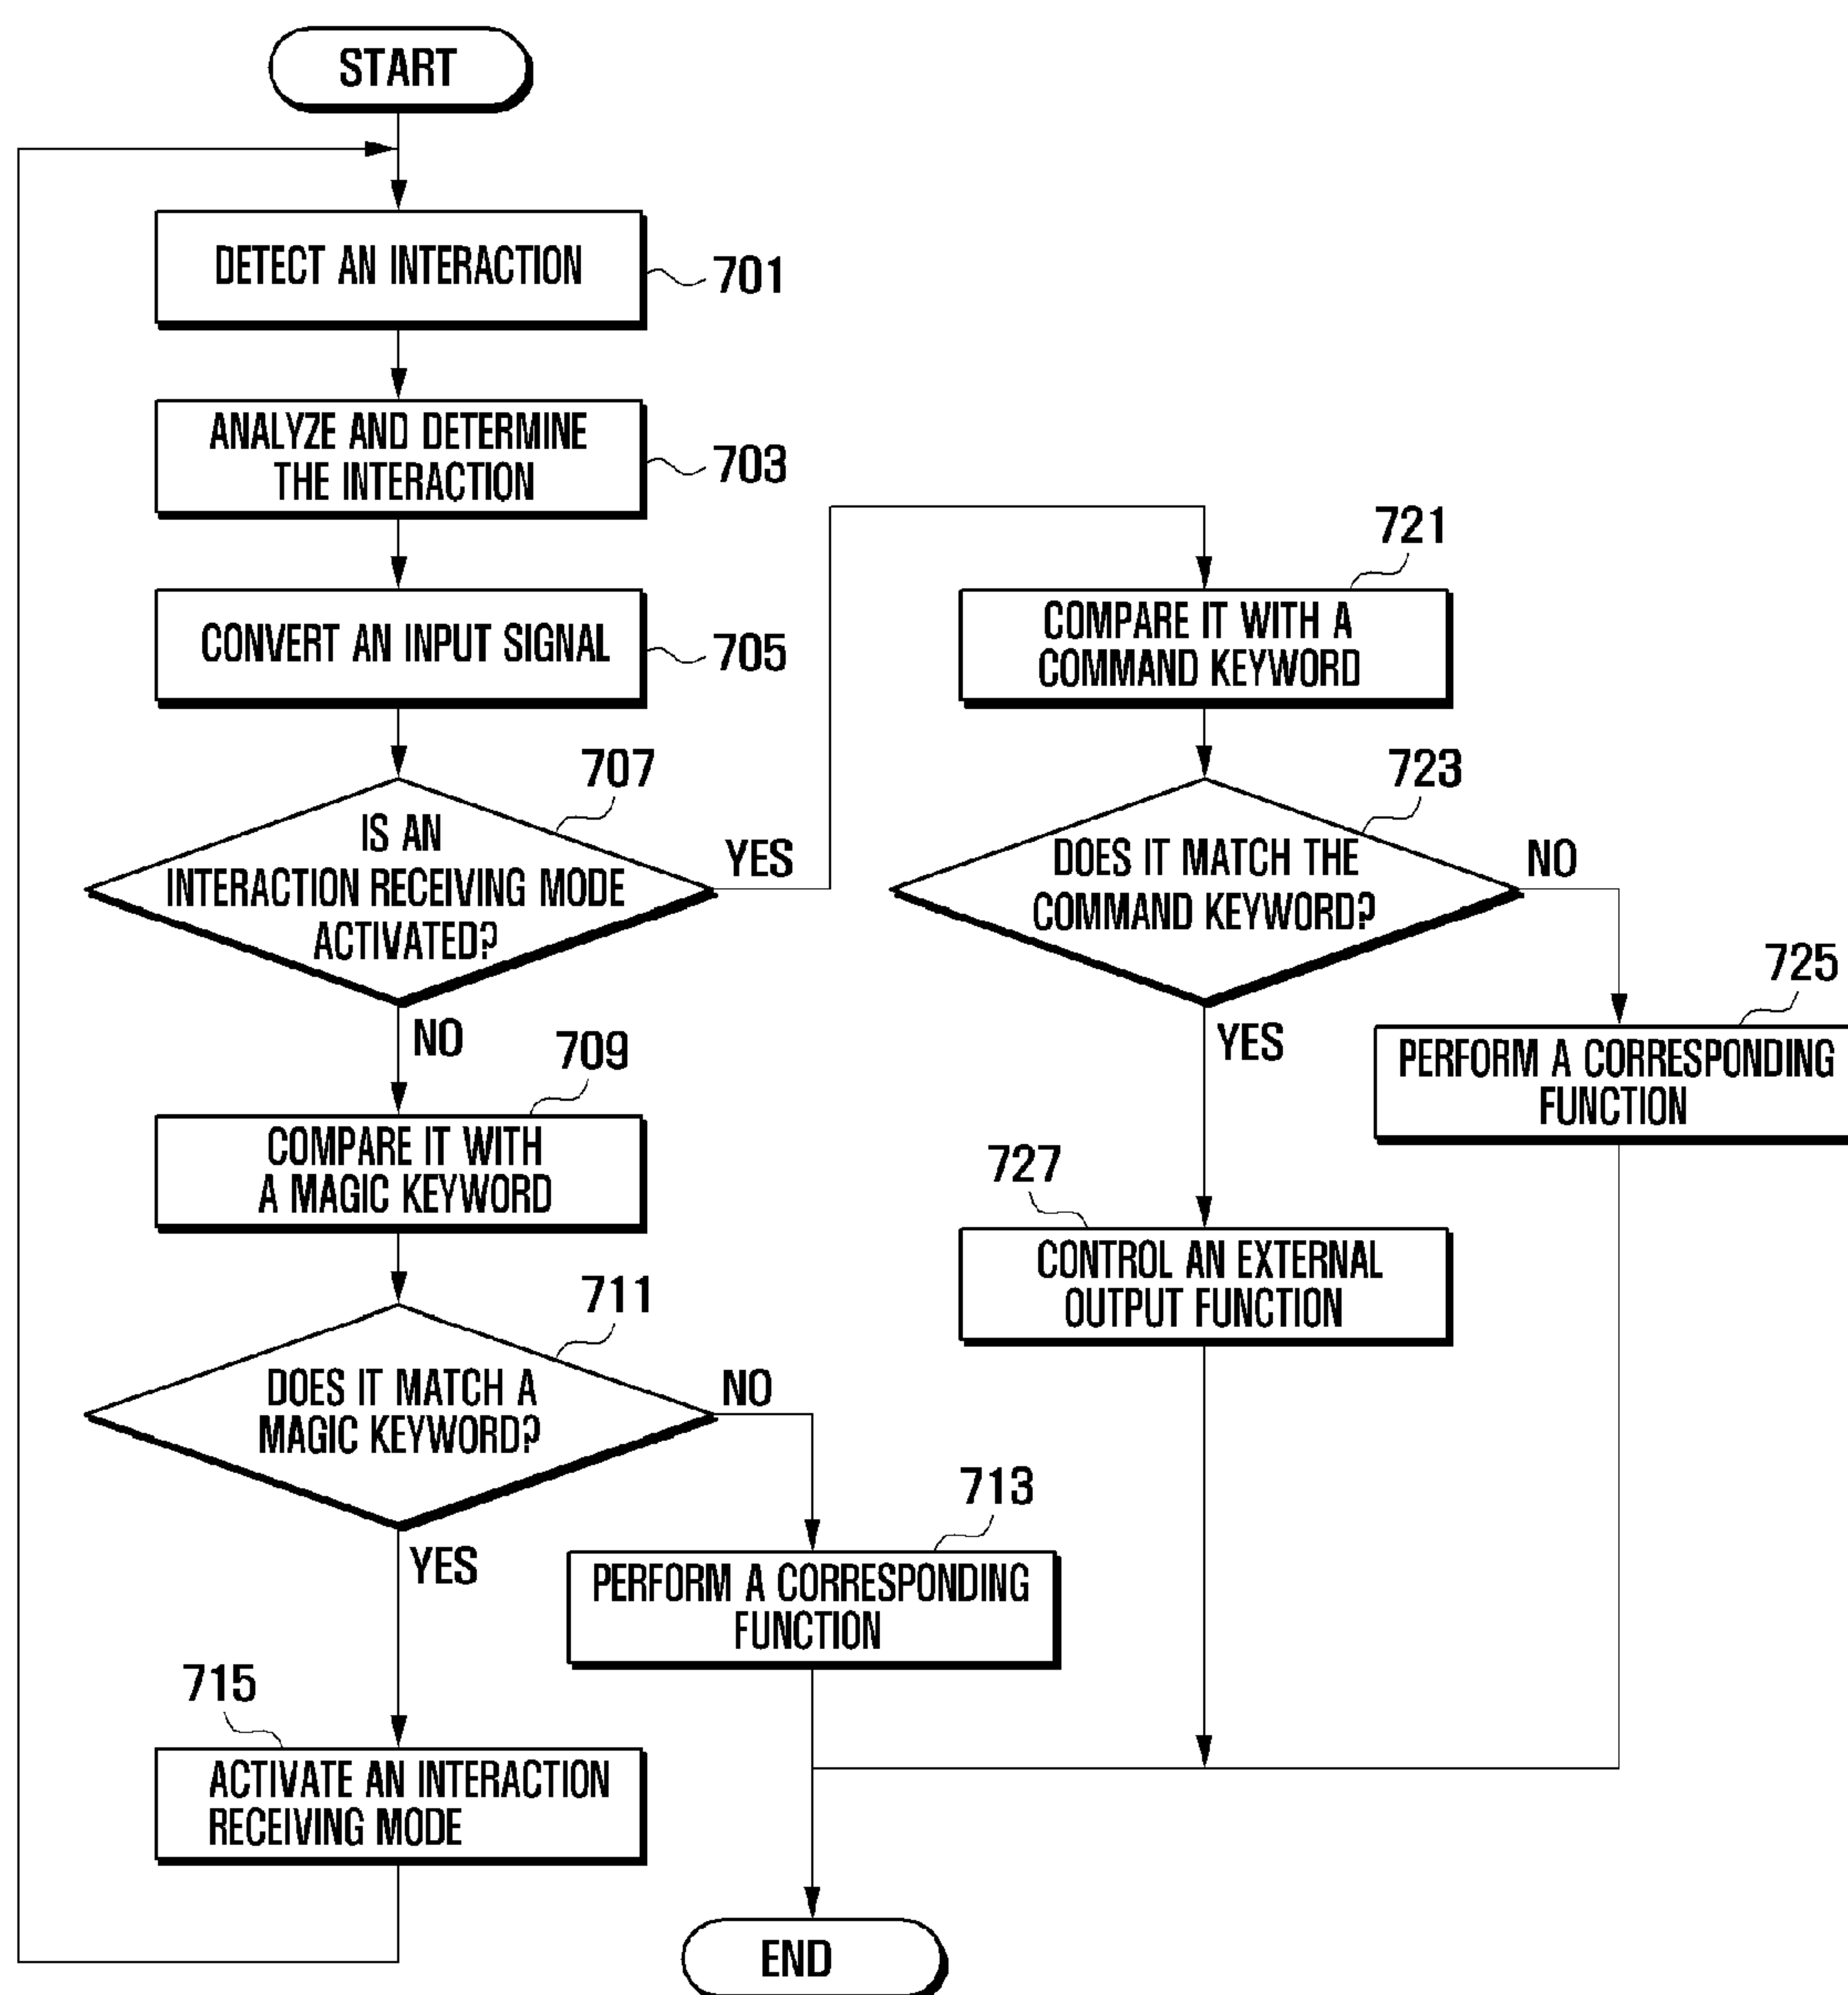 START
DETECT AN INTERACTION
701
ANALYZE AND DETERMINE
THE INTERACTION
703
CONVERT AN INPUT SIGNAL
705
707
IS AN
INTERACTION RECEIVING MODE
ACTIVATED?
YES
NO
709
COMPARE IT WITH
A MAGIC KEYWORD
711
DOES IT MATCH A
MAGIC KEYWORD?
NO
YES
713
PERFORM A CORRESPONDING
FUNCTION
715
ACTIVATE AN INTERACTION
RECEIVING MODE
721
COMPARE IT WITH A
COMMAND KEYWORD
723
DOES IT MATCH THE
COMMAND KEYWORD?
NO
YES
725
PERFORM A CORRESPONDING
FUNCTION
727
CONTROL AN EXTERNAL
OUTPUT FUNCTION
END